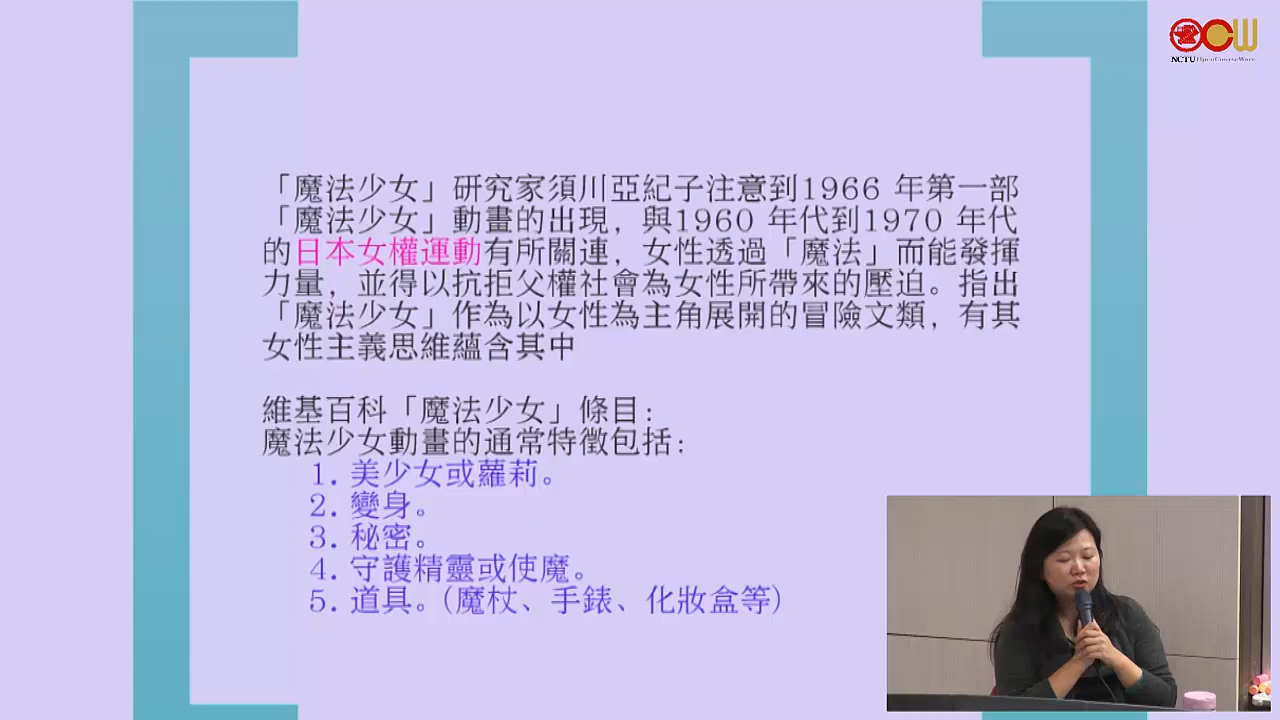 「魔法少女」研究家須川亞紀子注意到1966 年第一部
「魔法少女」動畫的出現，與1960 年代到1970 年代
的日本女權運動有所關連，女性透過「魔法」而能發揮
力量，並得以抗拒父權社會為女性所帶來的壓迫。指出
「魔法少女」作為以女性為主角展開的冒險文類，有其
女性主義思維蘊含其中
維基百科「魔法少女」條目：
魔法少女動畫的通常特徵包括：
1. 美少女或蘿莉。
2. 變身。
3. 秘密。
4. 守護精靈或使魔。
5. 道具。（魔杖、手錶、化妝盒等）
OCW
NCTU OpenCourseWare